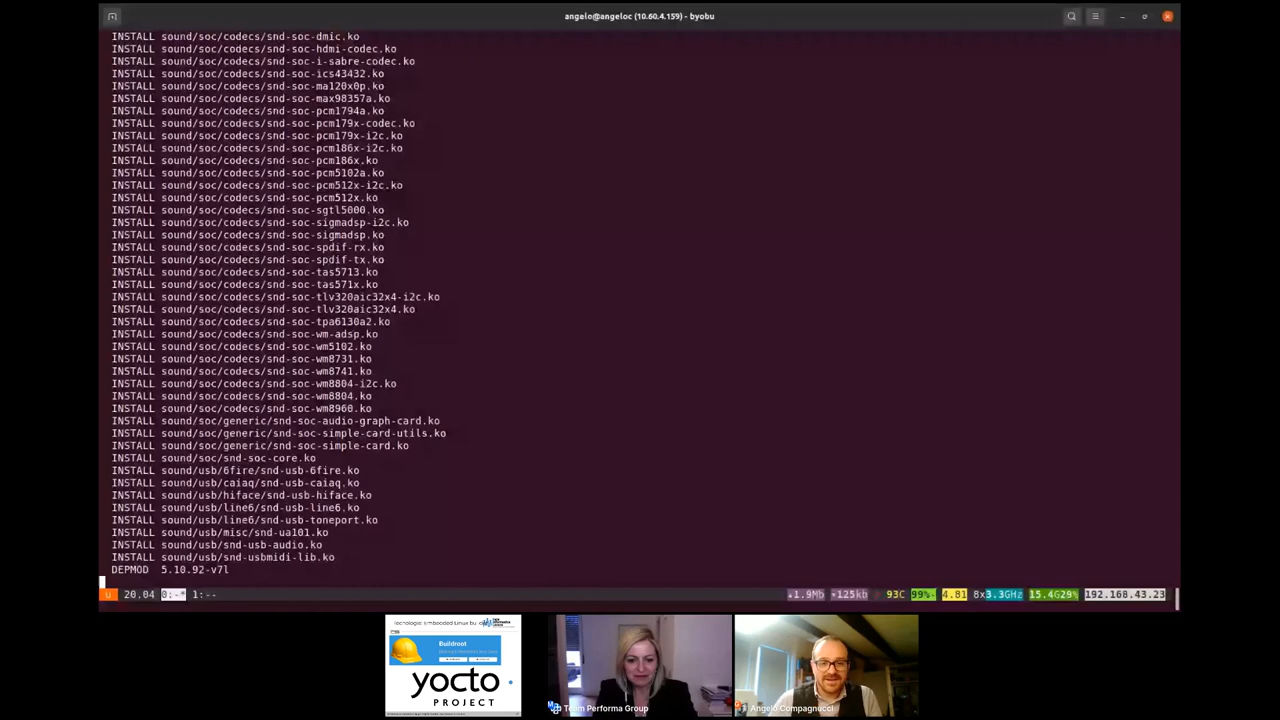 angelo@angeloc (10.60.4.159) - byobu
INSTALL sound/soc/codecs/snd-soc-dmic.ko
INSTALL sound/soc/codecs/snd-soc-hdmi-codec.ko
INSTALL sound/soc/codecs/snd-soc-i-sabre-codec.ko
INSTALL sound/soc/codecs/snd-soc-ics43432.ko
INSTALL sound/soc/codecs/snd-soc-ma120x0p.ko
INSTALL sound/soc/codecs/snd-soc-max98357a.ko
INSTALL sound/soc/codecs/snd-soc-pcm1794a.ko
INSTALL sound/soc/codecs/snd-soc-pcm179x-codec.ko
INSTALL sound/soc/codecs/snd-soc-pcm179x-i2c.ko
INSTALL sound/soc/codecs/snd-soc-pcm186x-i2c.ko
INSTALL sound/soc/codecs/snd-soc-pcm186x.ko
INSTALL sound/soc/codecs/snd-soc-pcm5102a.ko
INSTALL sound/soc/codecs/snd-soc-pcm512x-i2c.ko
INSTALL sound/soc/codecs/snd-soc-pcm512x.ko
INSTALL sound/soc/codecs/snd-soc-sgtl5000.ko
INSTALL sound/soc/codecs/snd-soc-sigmadsp-i2c.ko
INSTALL sound/soc/codecs/snd-soc-sigmadsp.ko
INSTALL sound/soc/codecs/snd-soc-spdif-rx.ko
INSTALL sound/soc/codecs/snd-soc-spdif-tx.ko
INSTALL sound/soc/codecs/snd-soc-tas5713.ko
INSTALL sound/soc/codecs/snd-soc-tas571x.ko
INSTALL sound/soc/codecs/snd-soc-tlv320aic32x4-i2c.ko
INSTALL sound/soc/codecs/snd-soc-tlv320aic32x4.ko
INSTALL sound/soc/codecs/snd-soc-tpa6130a2.ko
INSTALL sound/soc/codecs/snd-soc-wm-adsp.ko
INSTALL sound/soc/codecs/snd-soc-wm5102.ko
INSTALL sound/soc/codecs/snd-soc-wm8731.ko
INSTALL sound/soc/codecs/snd-soc-wm8741.ko
INSTALL sound/soc/codecs/snd-soc-wm8804-i2c.ko
INSTALL sound/soc/codecs/snd-soc-wm8804.ko
INSTALL sound/soc/codecs/snd-soc-wm8960.ko
INSTALL sound/soc/generic/snd-soc-audio-graph-card.ko
INSTALL sound/soc/generic/snd-soc-simple-card-utils.ko
INSTALL sound/soc/generic/snd-soc-simple-card.ko
INSTALL sound/soc/snd-soc-core.ko
INSTALL sound/usb/6fire/snd-usb-6fire.ko
INSTALL sound/usb/caiaq/snd-usb-caiaq.ko
INSTALL sound/usb/hiface/snd-usb-hiface.ko
INSTALL sound/usb/line6/snd-usb-line6.ko
INSTALL sound/usb/line6/snd-usb-toneport.ko
INSTALL sound/usb/misc/snd-ua101.ko
INSTALL sound/usb/snd-usb-audio.ko
INSTALL sound/usb/snd-usbmidi-lib.ko
DEPMOD 5.10.92-v7l
u 20.04 0:-* 1:-- 1.9Mb 125kb 93C 99%- 4.81 8x3.3GHz 15.4G29% 192.168.43.23
Tecnologie: Embedded Linux
Buildroot
yocto
PROJECT
Team Performa Group
Angelo Compagnucci